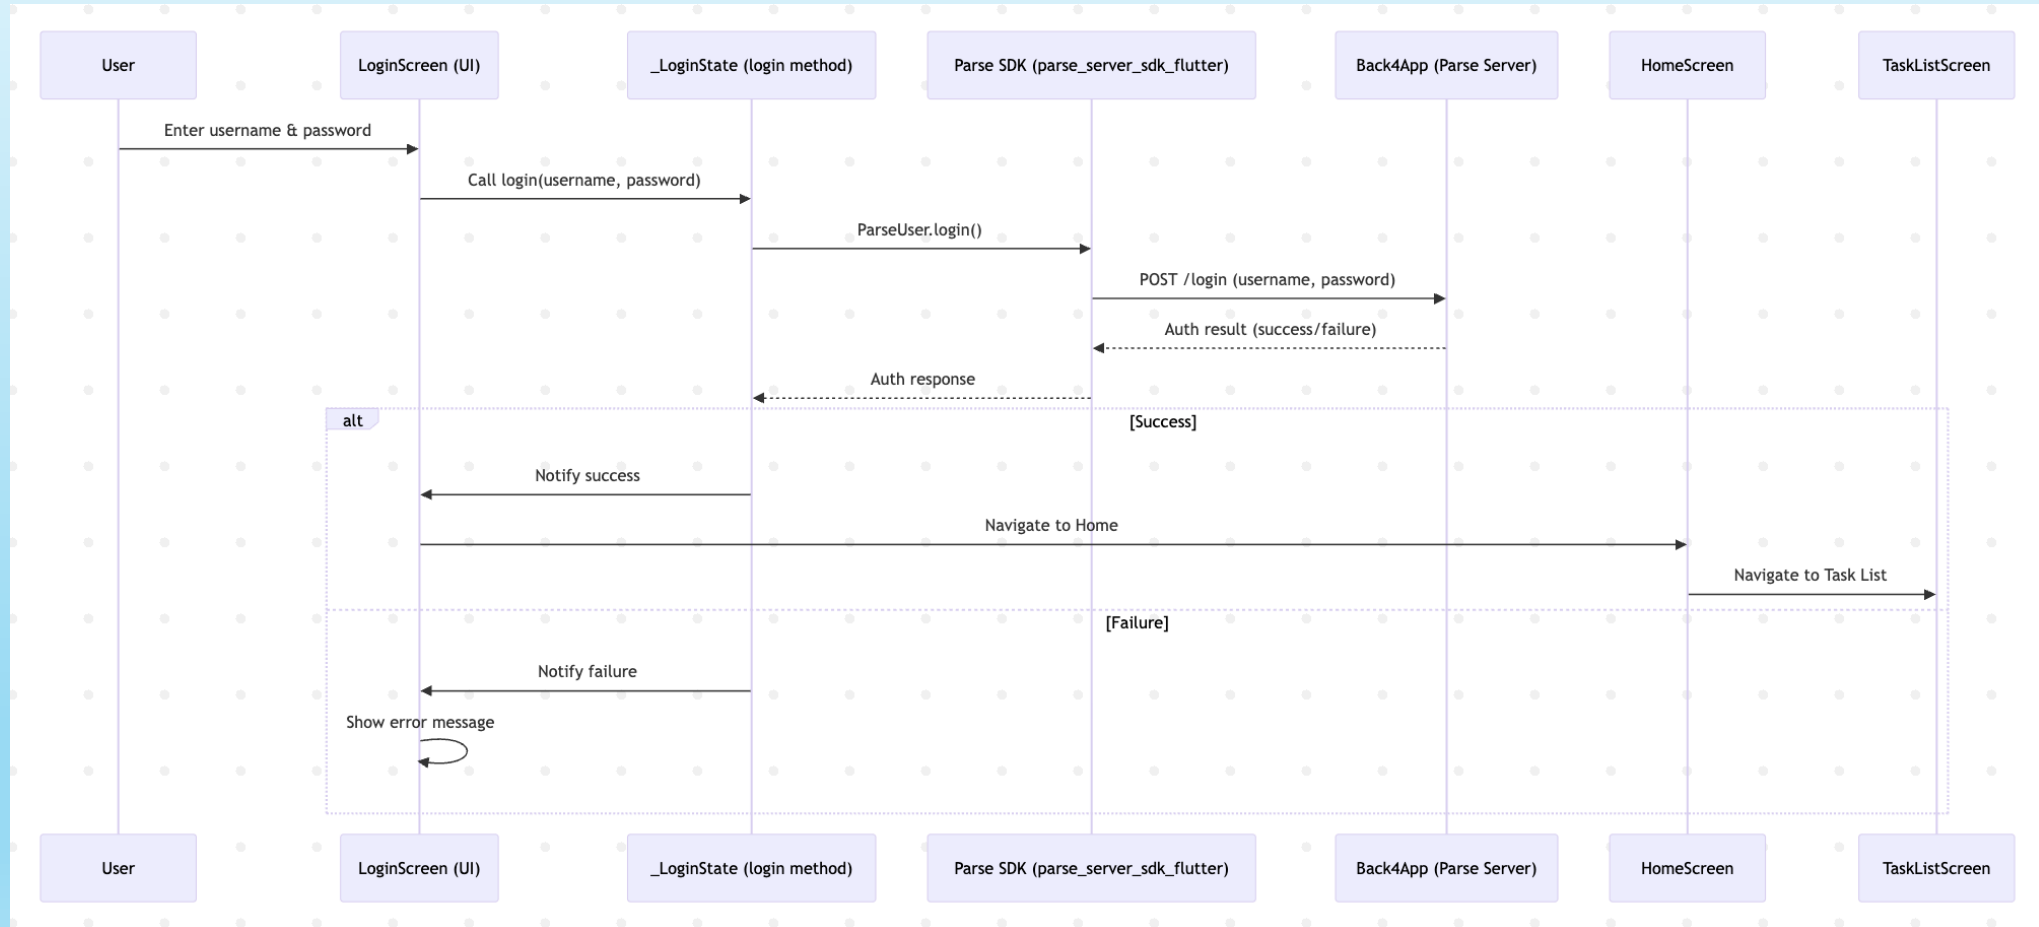 User
LoginScreen (UI)
_LoginState (login method)
Parse SDK (parse_server_sdk_flutter)
Back4App (Parse Server)
HomeScreen
TaskListScreen
Enter username & password
Call login(username, password)
ParseUser.login()
POST /login (username, password)
Auth result (success/failure)
Auth response
alt
[Success]
Notify success
Navigate to Home
Navigate to Task List
[Failure]
Notify failure
Show error message
User
LoginScreen (UI)
_LoginState (login method)
Parse SDK (parse_server_sdk_flutter)
Back4App (Parse Server)
HomeScreen
TaskListScreen